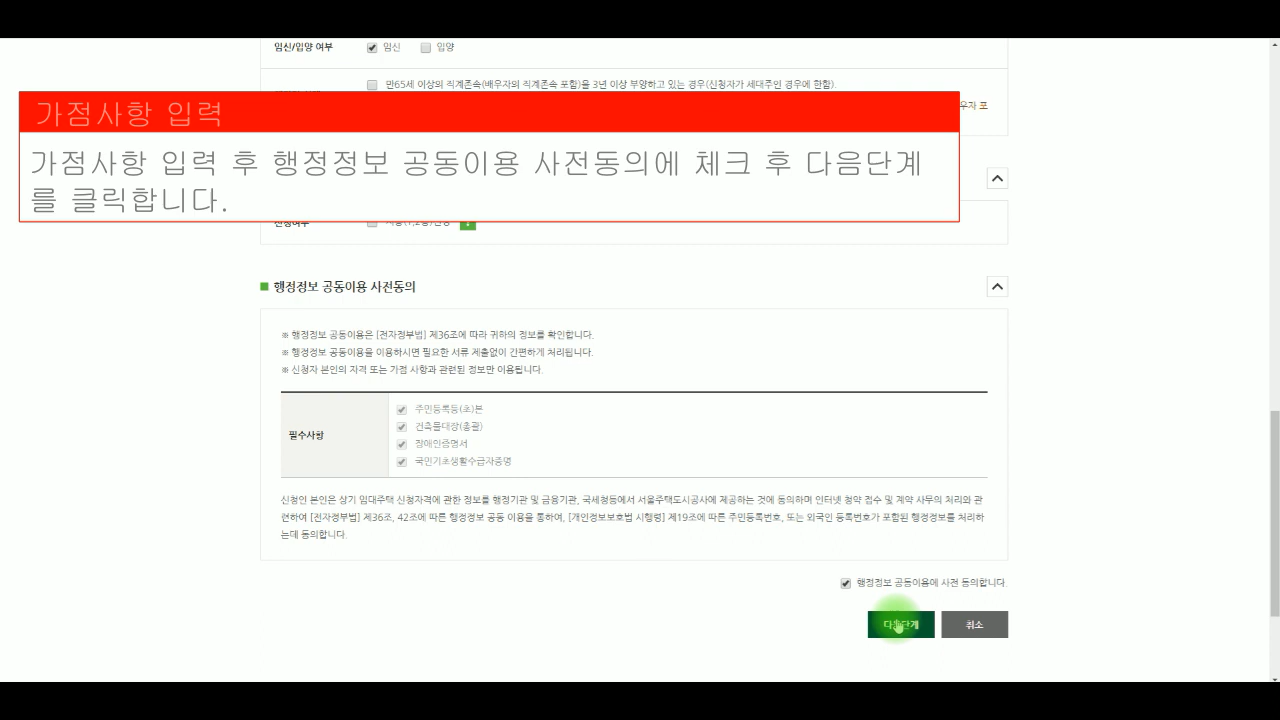 임신/입양 여부
임신
입양
만65세 이상의 직계존속(배우자의 직계존속 포함)을 3년 이상 부양하고 있는 경우(신청자가 세대주인 경우에 한함).
우자 포
가점사항 입력
가점사항 입력 후 행정정보 공동이용 사전동의에 체크 후 다음단계
를 클릭합니다.
행정정보 공동이용 사전동의
※ 행정정보 공동이용은 [전자정부법] 제36조에 따라 귀하의 정보를 확인합니다.
※ 행정정보 공동이용을 이용하시면 필요한 서류 제출없이 간편하게 처리됩니다.
※ 신청자 본인의 자격 또는 가점 사항과 관련된 정보만 이용됩니다.
필수사항
주민등록등(초)본
건축물대장(총괄)
장애인증명서
국민기초생활수급자증명
신청인 본인은 상기 임대주택 신청자격에 관한 정보를 행정기관 및 금융기관, 국세청등에서 서울주택도시공사에 제공하는 것에 동의하며 인터넷 청약 접수 및 계약 사무의 처리와 관
련하여 [전자정부법] 제36조, 42조에 따른 행정정보 공동 이용을 통하여, [개인정보보호법 시행령] 제19조에 따른 주민등록번호, 또는 외국인 등록번호가 포함된 행정정보를 처리하
는데 동의합니다.
행정정보 공동이용에 사전 동의합니다.
다음단계
취소